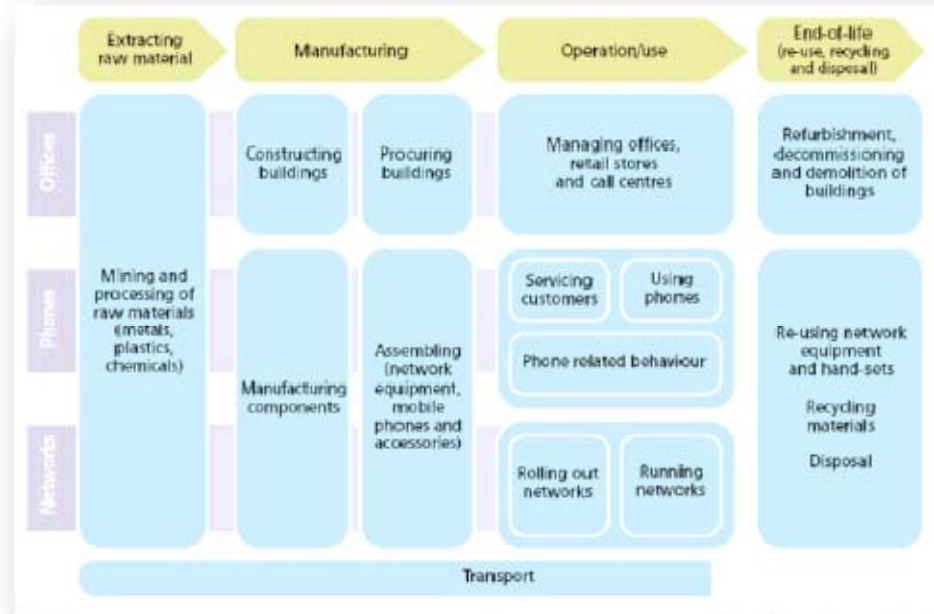 Extracting
raw material
Manufacturing
Operation/use
End-of-life
(re-use, recycling
and disposal)
Offices
Constructing
buildings
Procuring
buildings
Managing offices,
retail stores
and call centres
Refurbishment,
decommissioning
and demolition of
buildings
Phones
Mining and
processing of
raw materials
(metals,
plastics,
chemicals)
Manufacturing
components
Assembling
(network
equipment,
mobile
phones and
accessories)
Servicing
customers
Using
phones
Phone related behaviour
Re-using network
equipment
and hand-sets
Recycling
materials
Disposal
Networks
Rolling out
networks
Running
networks
Transport